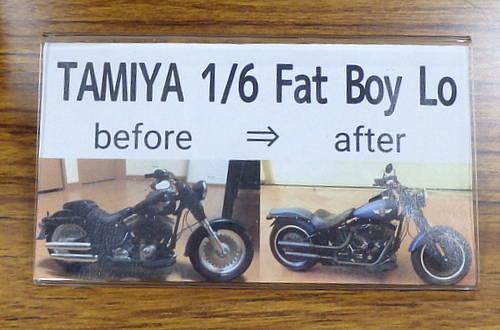 TAMIYA 1/6 Fat Boy Lo
before ⇒ after